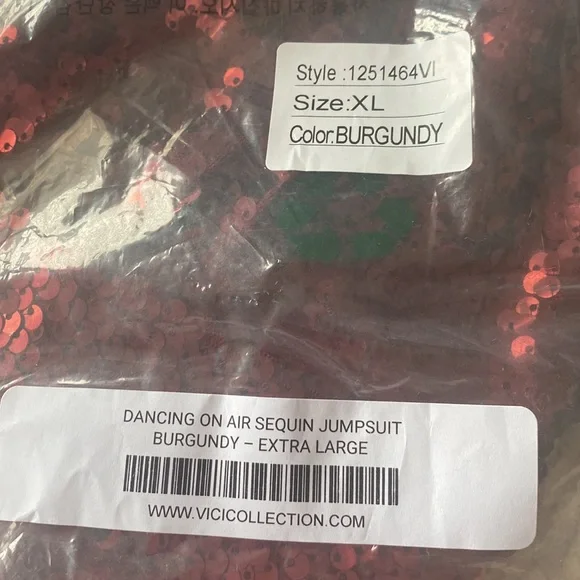 Style :1251464VI
Size:XL
Color:BURGUNDY
DANCING ON AIR SEQUIN JUMPSUIT
BURGUNDY – EXTRA LARGE
WWW.VICICOLLECTION.COM